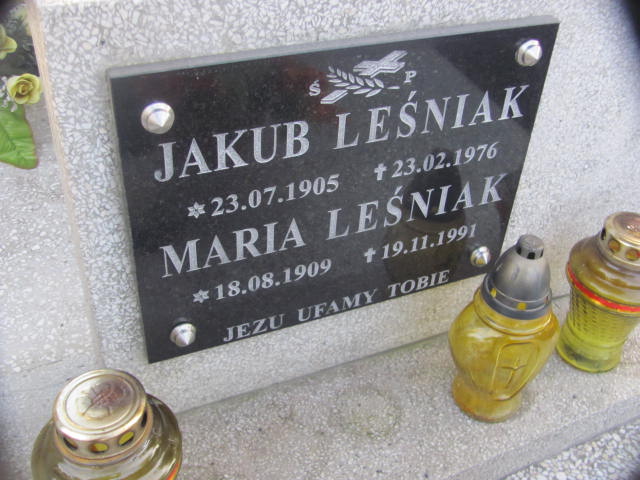 Ś P
JAKUB LEŚNIAK
23.07.1905 23.02.1976
MARIA LEŚNIAK
18.08.1909 19.11.1991
JEZU UFAMY TOBIE